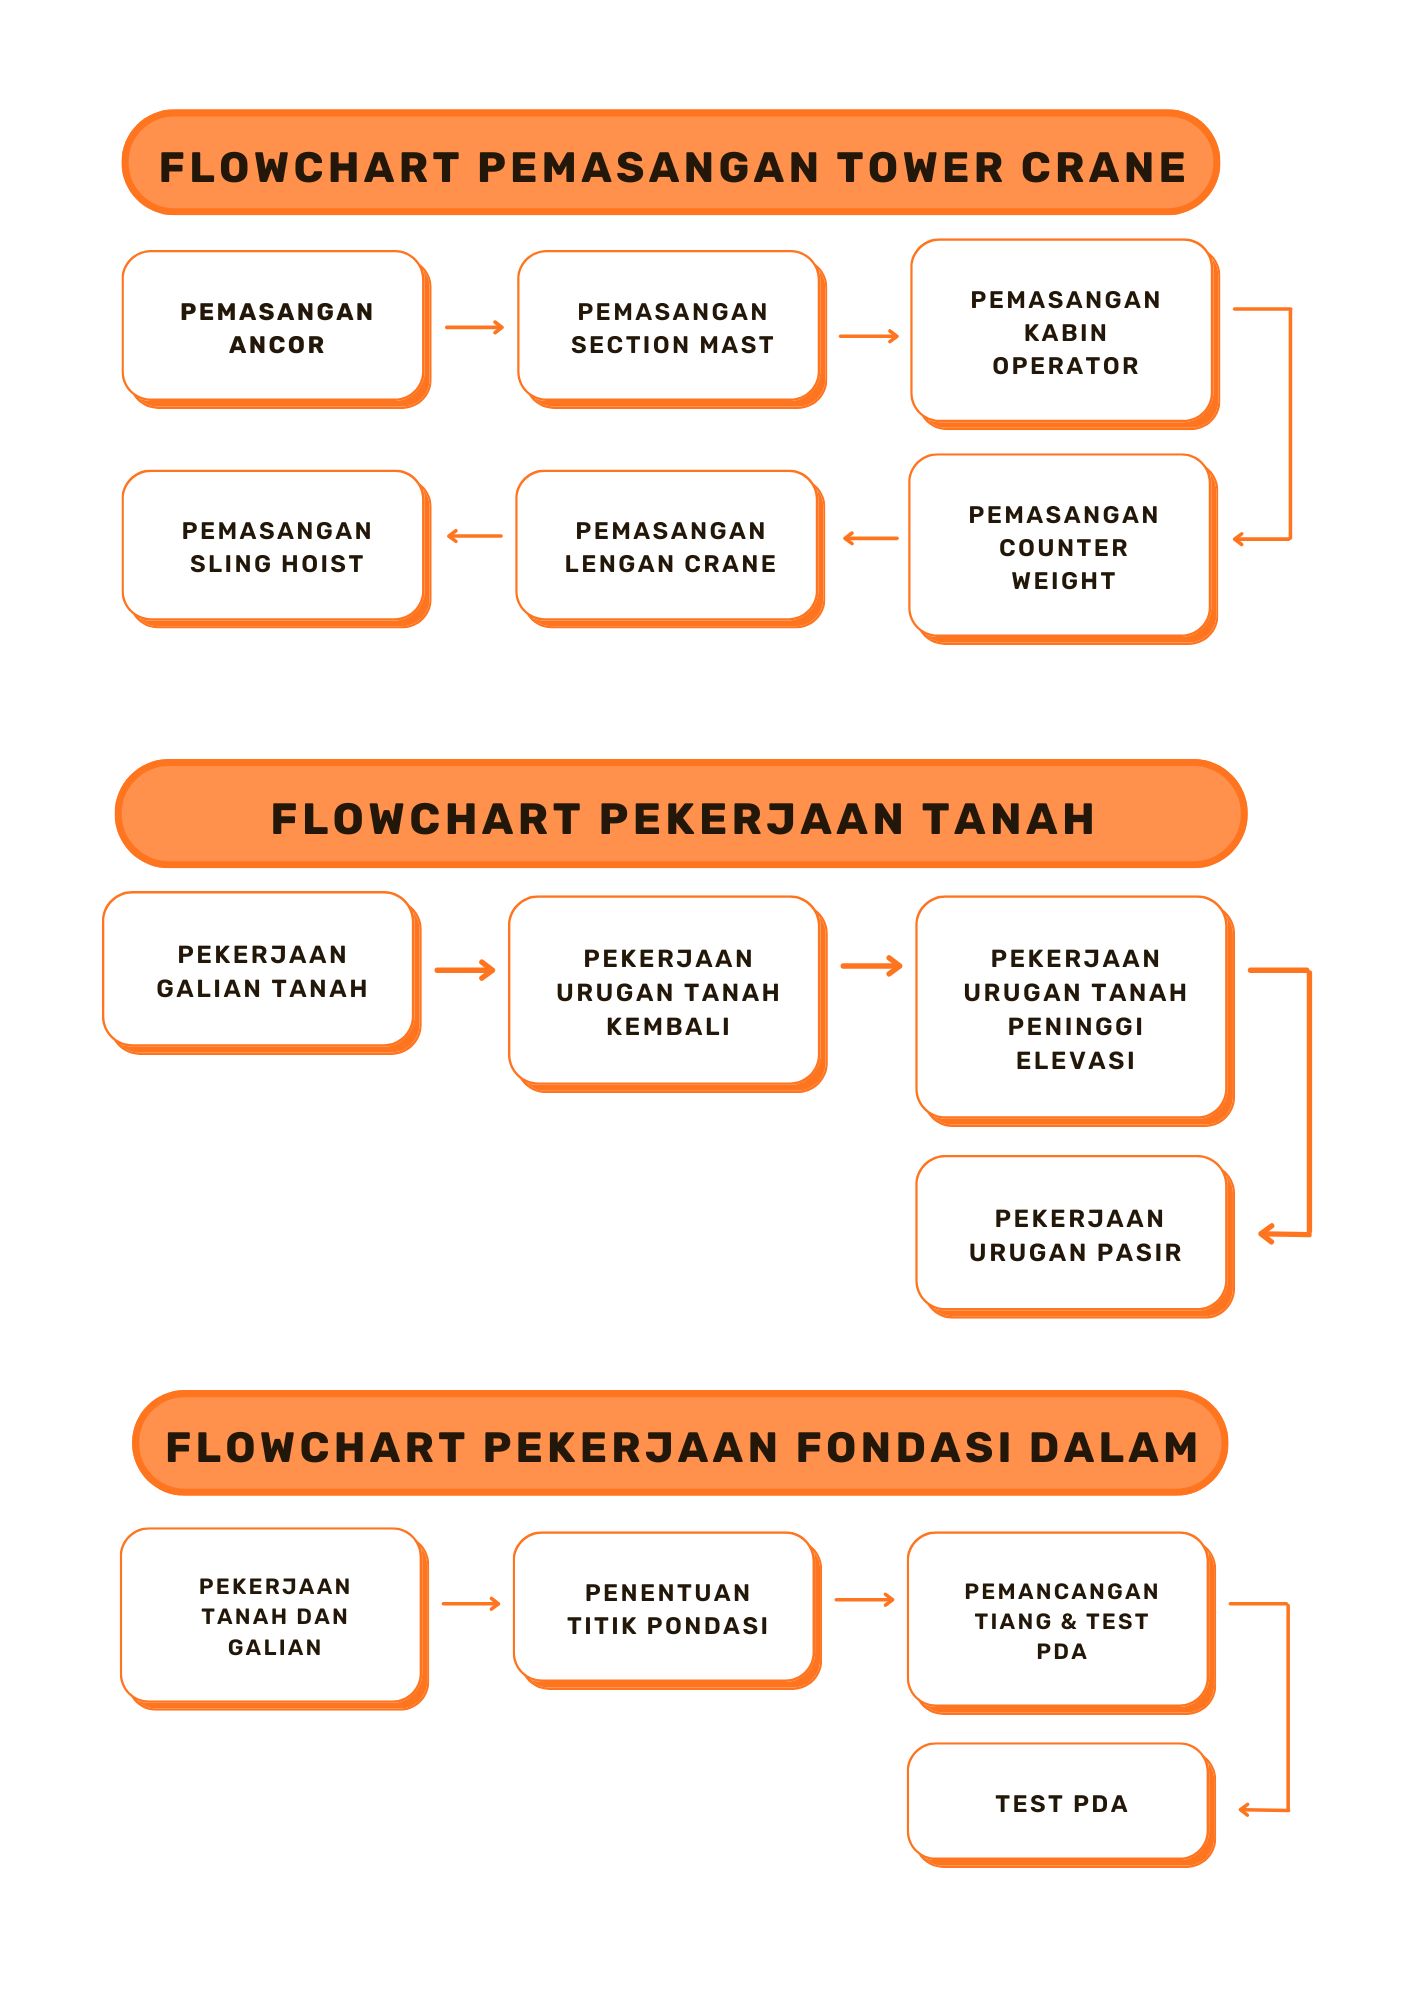 FLOWCHART PEMASANGAN TOWER CRANE
PEMASANGAN
ANCOR
PEMASANGAN
SECTION MAST
PEMASANGAN
KABIN
OPERATOR
PEMASANGAN
COUNTER
WEIGHT
PEMASANGAN
LENGAN CRANE
PEMASANGAN
SLING HOIST
FLOWCHART PEKERJAAN TANAH
PEKERJAAN
GALIAN TANAH
PEKERJAAN
URUGAN TANAH
KEMBALI
PEKERJAAN
URUGAN TANAH
PENINGGI
ELEVASI
PEKERJAAN
URUGAN PASIR
FLOWCHART PEKERJAAN FONDASI DALAM
PEKERJAAN
TANAH DAN
GALIAN
PENENTUAN
TITIK PONDASI
PEMANCANGAN
TIANG & TEST
PDA
TEST PDA